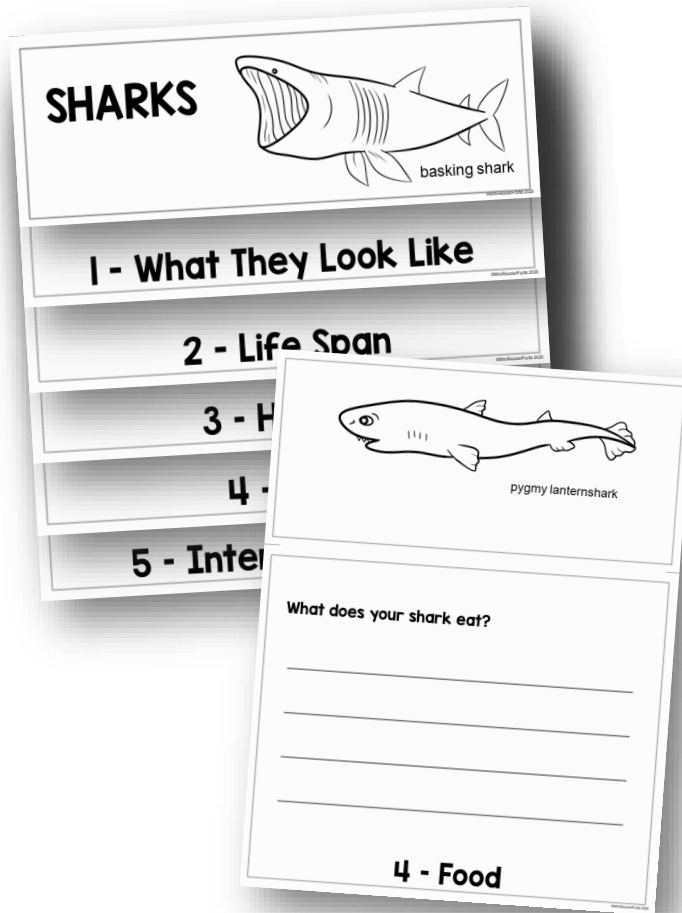 SHARKS
basking shark
1 - What They Look Like
2 - Life Span
3 - H
4 -
5 - Inter
pygmy lanternshark
What does your shark eat?
4 - Food